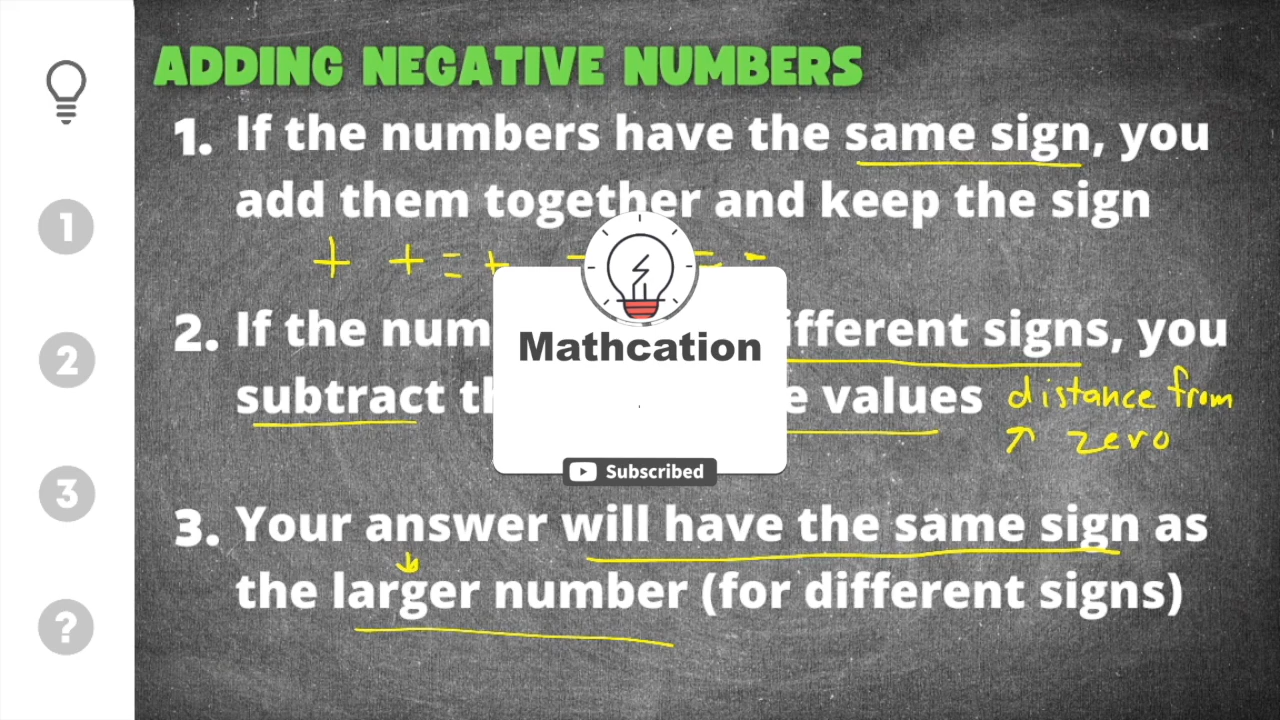 ADDING NEGATIVE NUMBERS
1. If the numbers have the same sign, you
add them together and keep the sign
+ + = + =-
2. If the num ifferent signs, you
subtract th e values distance from
zero
Mathcation
Subscribed
3. Your answer will have the same sign as
the larger number (for different signs)
1
2
3
?